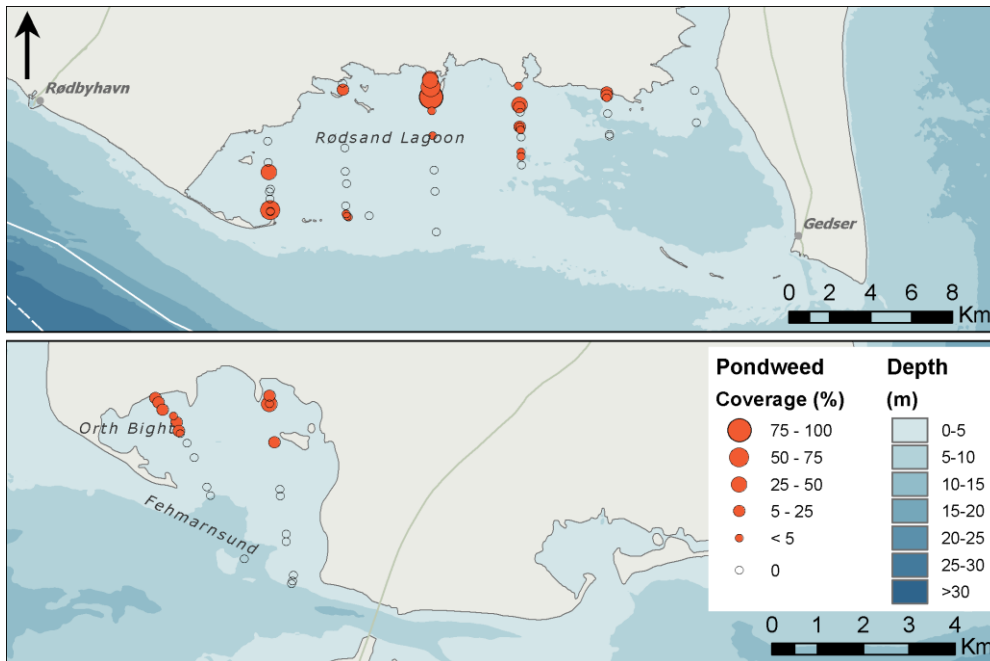 Rødbyhavn
Rødsand Lagoon
Gedser
0 2 4 6 8
Km
Orth Bight
Fehmarnsund
Pondweed
Coverage (%)
75 - 100
50 - 75
25 - 50
5 - 25
< 5
0
Depth
(m)
0-5
5-10
10-15
15-20
20-25
25-30
>30
0 1 2 3 4
Km